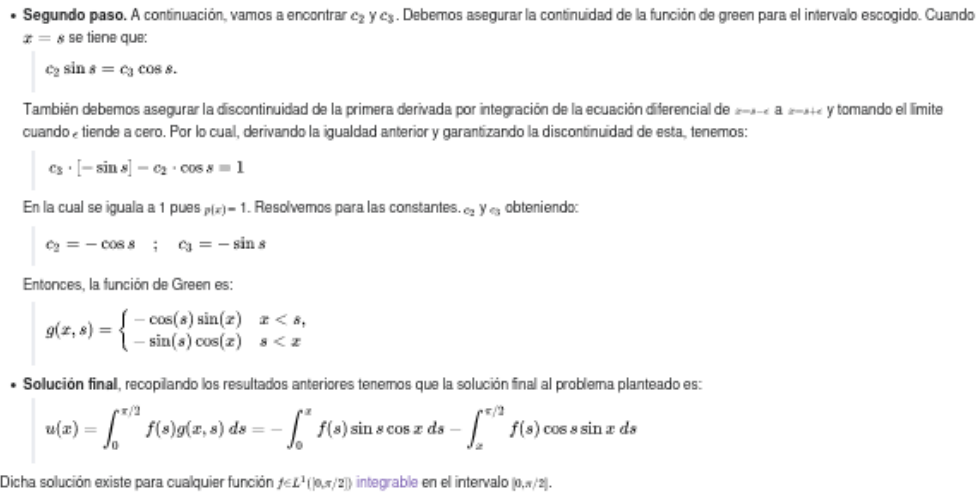 • Segundo paso. A continuación, vamos a encontrar c₂ y c₃. Debemos asegurar la continuidad de la función de green para el intervalo escogido. Cuando
x = s se tiene que:
c₂ sin s = c₃ cos s.
También debemos asegurar la discontinuidad de la primera derivada por integración de la ecuación diferencial de x=s−ϵ a x=s+ϵ y tomando el limite
cuando ϵ tiende a cero. Por lo cual, derivando la igualdad anterior y garantizando la discontinuidad de esta, tenemos:
c₃ · [− sin s] − c₂ · cos s = 1
En la cual se iguala a 1 pues p(x)= 1. Resolvemos para las constantes. c₂ y c₃ obteniendo:
c₂ = − cos s ; c₃ = − sin s
Entonces, la función de Green es:
g(x, s) = { − cos(s) sin(x) x < s,
− sin(s) cos(x) s < x
• Solución final, recopilando los resultados anteriores tenemos que la solución final al problema planteado es:
u(x) = ∫₀^{π/2} f(s)g(x, s) ds = − ∫₀^{x} f(s) sin s cos x ds − ∫ₓ^{π/2} f(s) cos s sin x ds
Dicha solución existe para cualquier función f∈L¹([0,π/2]) integrable en el intervalo [0,π/2].